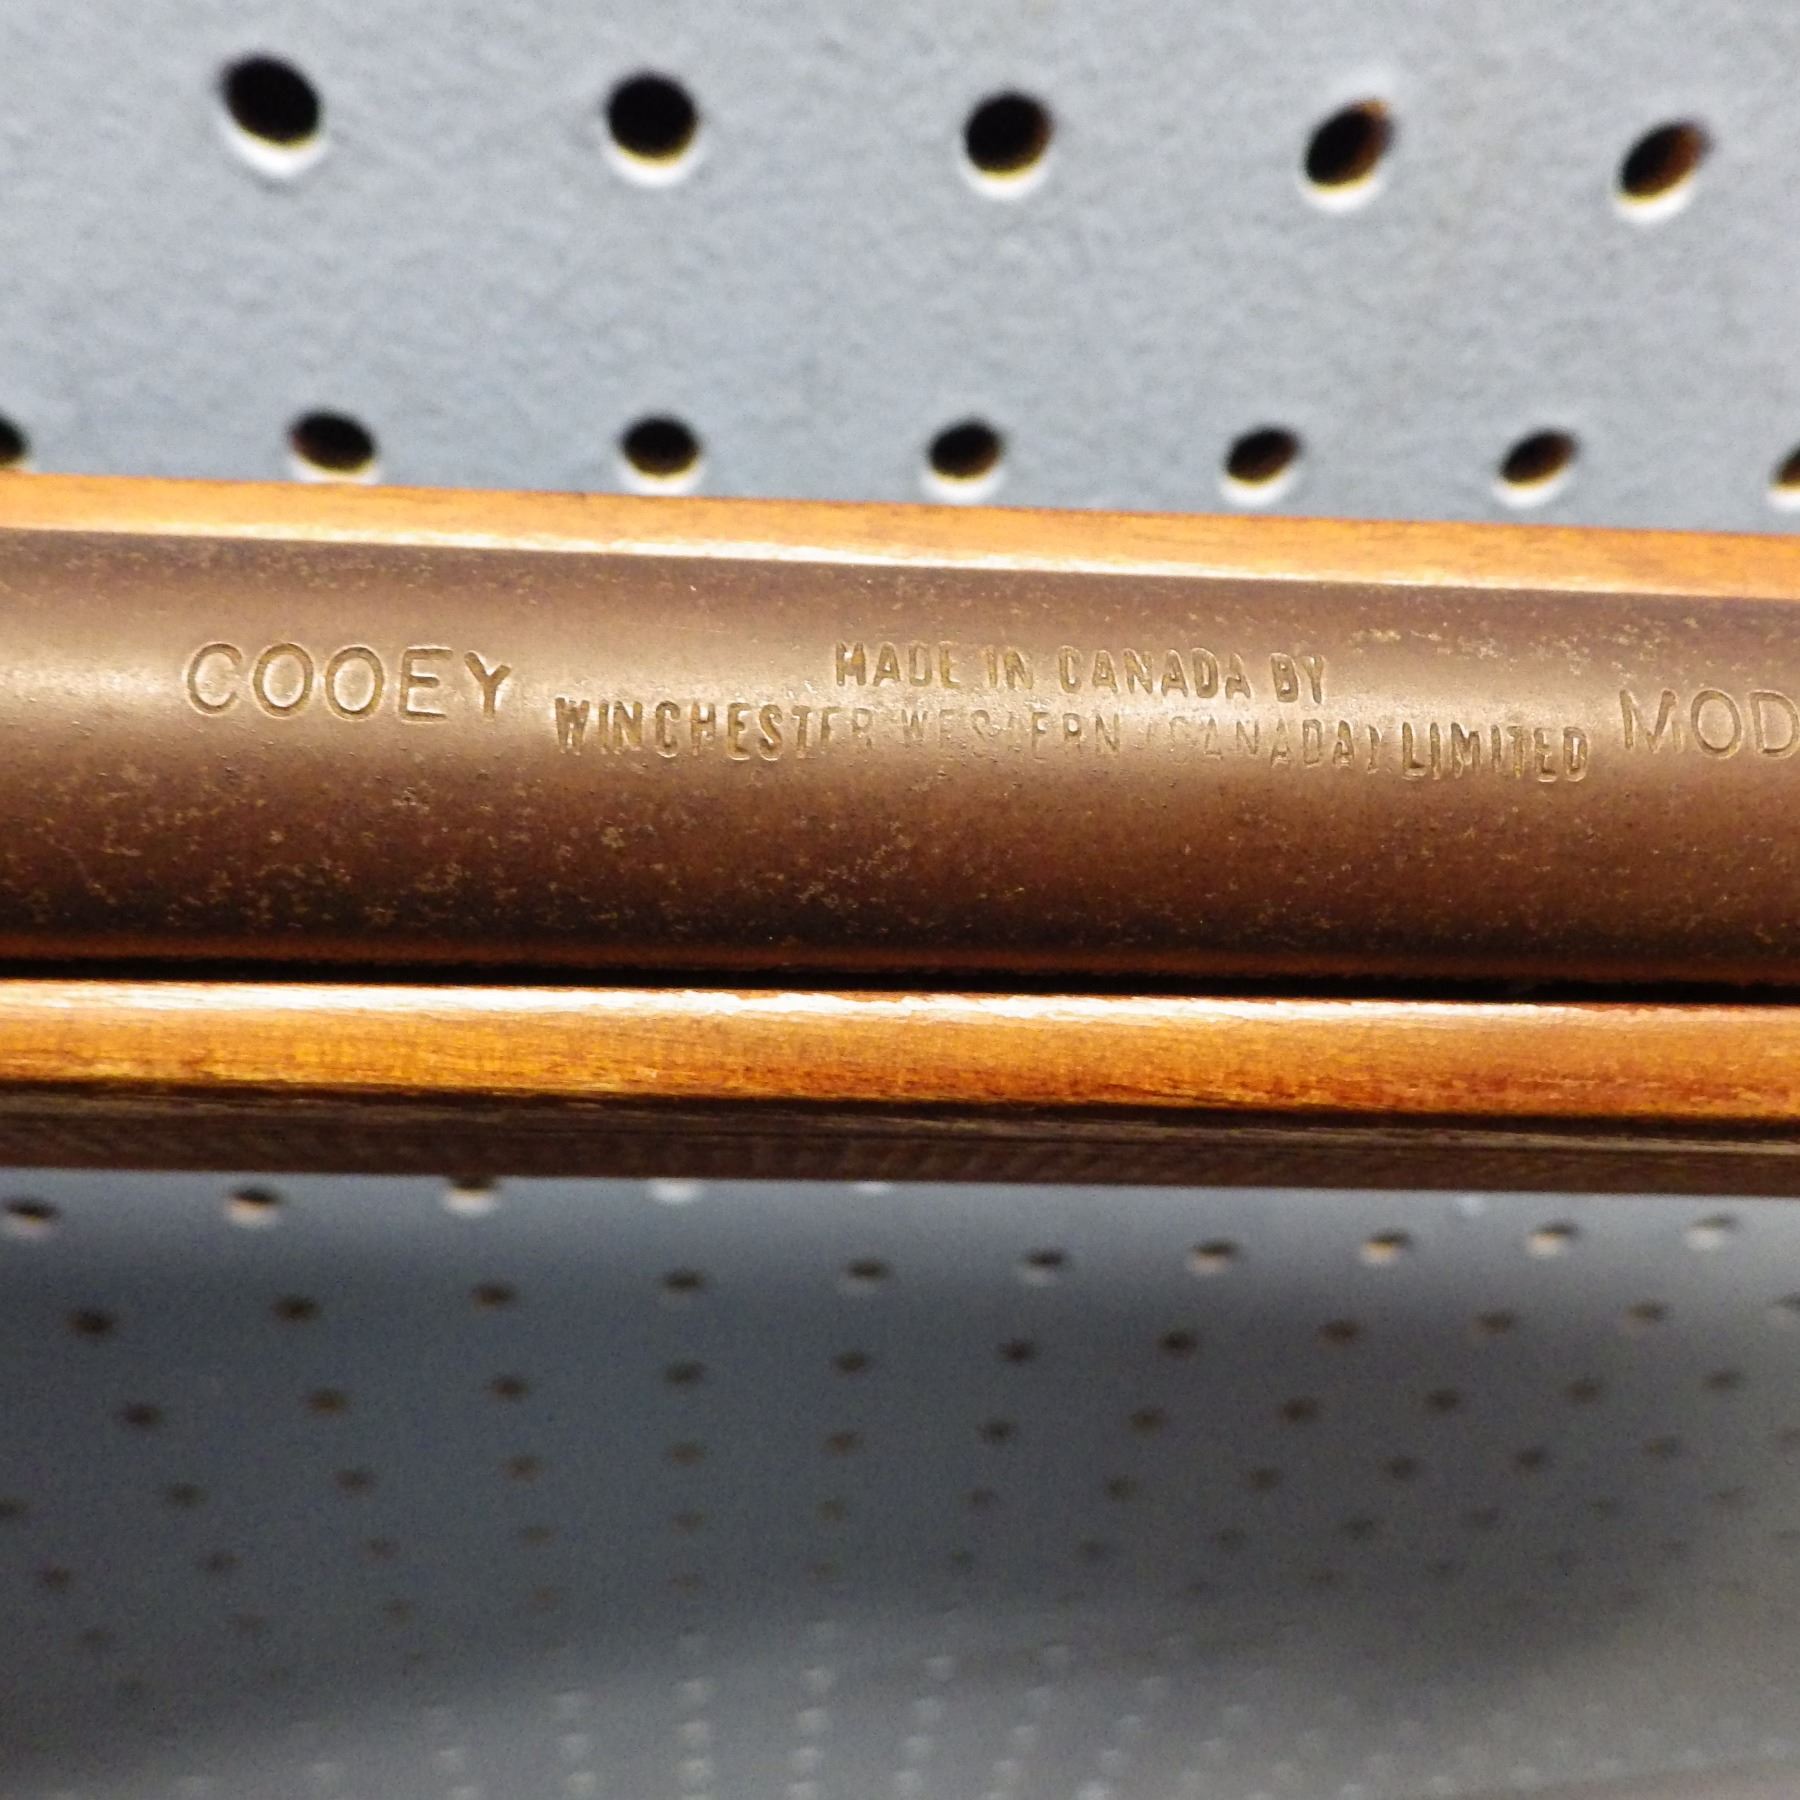 COOEY
MADE IN CANADA BY
WINCHESTER-WESTERN (CANADA) LIMITED
MOD